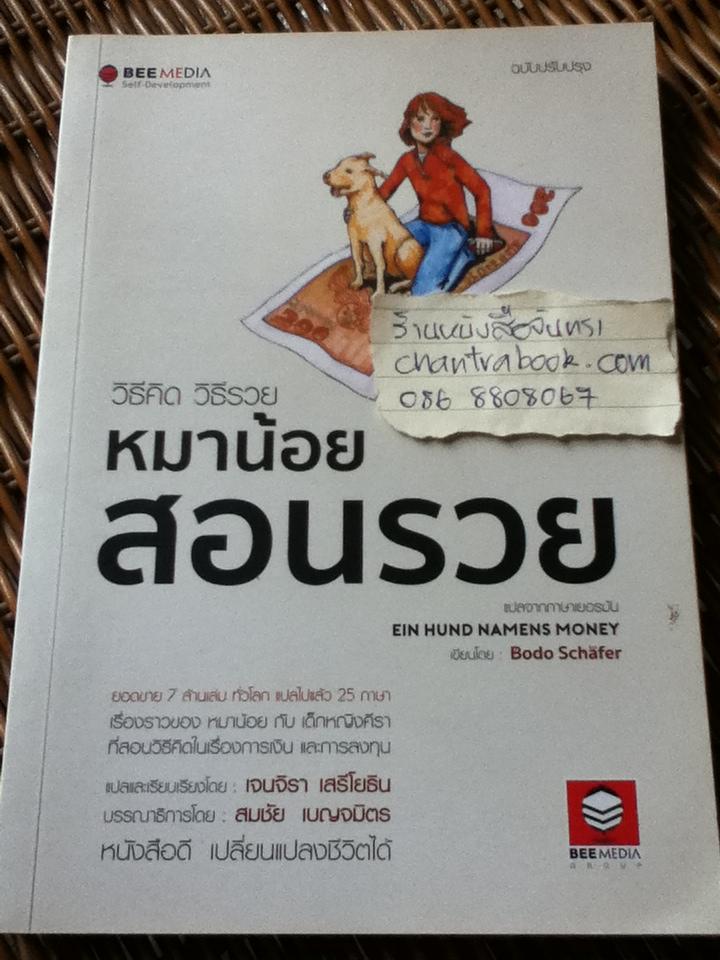 BEE MEDIA
Self-Development
ฉบับปรับปรุง
ร้านหนังสือจันทรา
chantrabook.com
086 8808067
วิธีคิด วิธีรวย
หมาน้อย
สอนรวย
แปลจากภาษาเยอรมัน
EIN HUND NAMENS MONEY
เขียนโดย : Bodo Schäfer
ยอดขาย 7 ล้านเล่ม ทั่วโลก แปลไปแล้ว 25 ภาษา
เรื่องราวของ หมาน้อย กับ เด็กหญิงคีรา
ที่สอนวิธีคิดในเรื่องการเงิน และการลงทุน
แปลและเรียบเรียงโดย : เจนจิรา เสรีโยธิน
บรรณาธิการโดย : สมชัย เบญจมิตร
หนังสือดี เปลี่ยนแปลงชีวิตได้
BEE MEDIA
GROUP